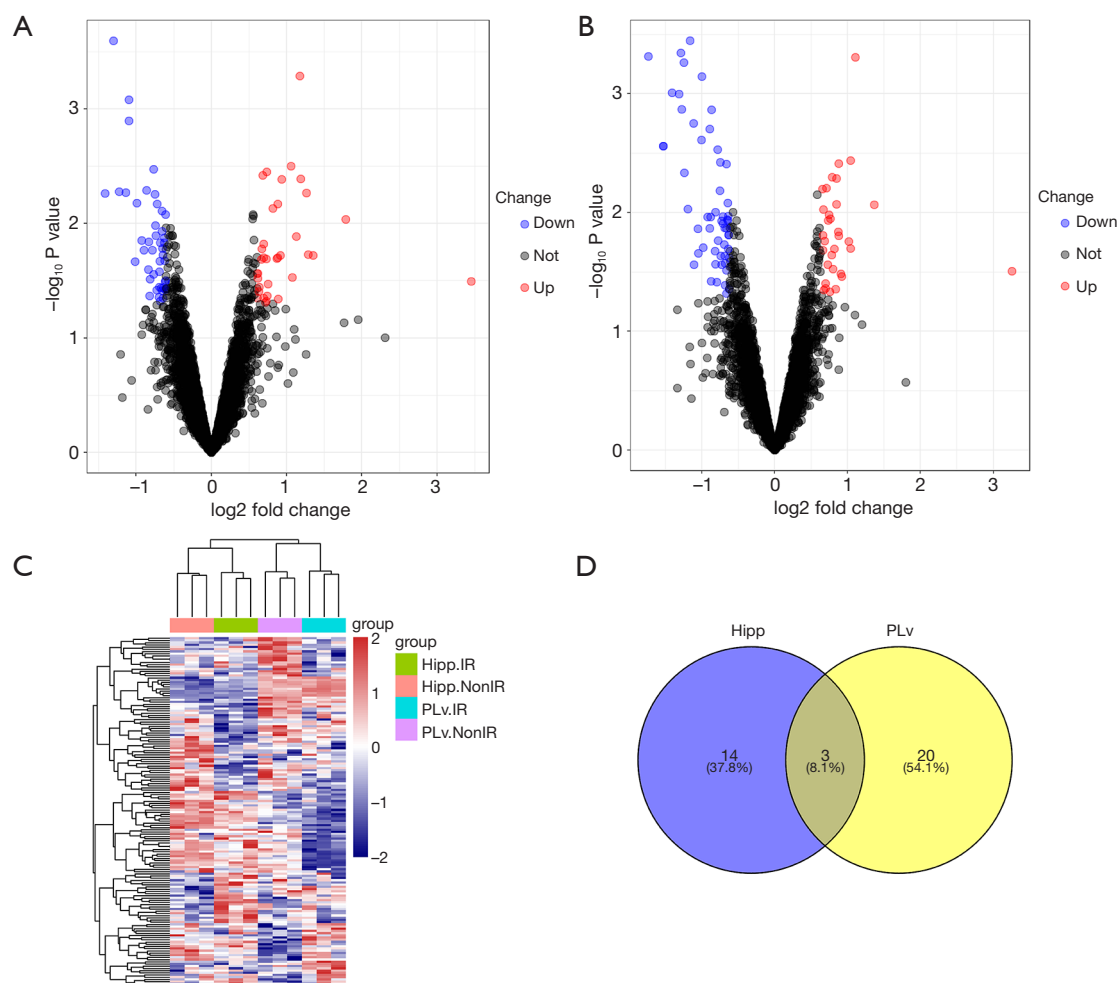 A
3
2
1
0
−log10 P value
−1
0
1
2
3
log2 fold change
Change
Down
Not
Up
B
3
2
1
0
−log10 P value
−1
0
1
2
3
log2 fold change
Change
Down
Not
Up
C
group
2
1
0
−1
−2
group
Hipp.IR
Hipp.NonIR
PLv.IR
PLv.NonIR
D
Hipp
PLv
14
(37.8%)
3
(8.1%)
20
(54.1%)